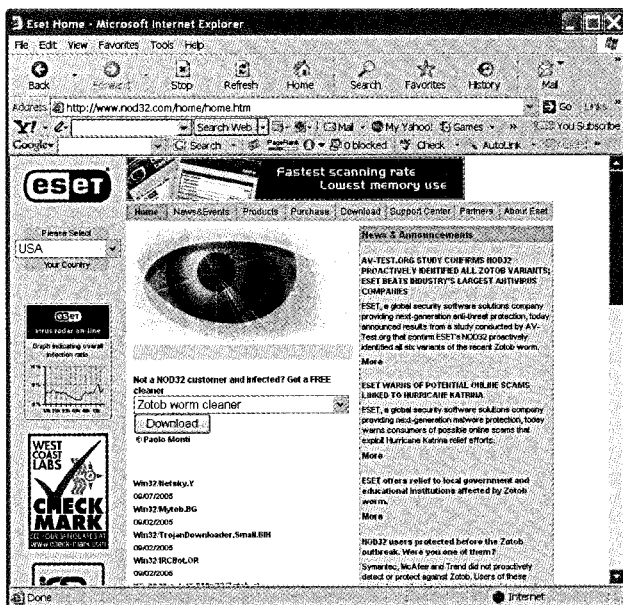 Eset Home - Microsoft Internet Explorer
File Edit View Favorites Tools Help
Back Forward Stop Refresh Home Search Favorites History Mail
Address http://www.nod32.com/home/home.htm Go Links
Y! Search Web Mail My Yahoo! Games You Subscribe
Google Search PageRank 0 blocked Check AutoLink
eseT
Fastest scanning rate
Lowest memory use
Home News&Events Products Purchase Download Support Center Partners About Eset
Please Select
USA
Your Country
eseT
virus radar on-line
Graph indicating overall
infection ratio
WEST
COAST
LABS
CHECK
MARK
www.check-mark.com
Not a NOD32 customer and infected? Get a FREE
cleaner
Zotob worm cleaner
Download
© Paolo Monti
Win32/Netsky.Y
09/07/2005
Win32/Mytob.BG
09/02/2005
Win32/TrojanDownloader.Small.BIH
09/02/2005
Win32/IRCBot.OR
09/02/2005
News & Announcements
AV-TEST.ORG STUDY CONFIRMS NOD32
PROACTIVELY IDENTIFIED ALL ZOTOB VARIANTS;
ESET BEATS INDUSTRY'S LARGEST ANTIVIRUS
COMPANIES
ESET, a global security software solutions company
providing next-generation anti-threat protection, today
announced results from a study conducted by AV-
Test.org that confirm ESET's NOD32 proactively
identified all six variants of the recent Zotob worm.
More
ESET WARNS OF POTENTIAL ONLINE SCAMS
LINKED TO HURRICANE KATRINA
ESET, a global security software solutions company
providing next-generation malware protection, today
warns consumers of possible online scams that
exploit Hurricane Katrina relief efforts.
More
ESET offers relief to local government and
educational institutions affected by Zotob
worm.
More
NOD32 users protected before the Zotob
outbreak. Were you one of them?
Symantec, McAfee and Trend did not proactively
detect or protect against Zotob. Users of these
Done
Internet